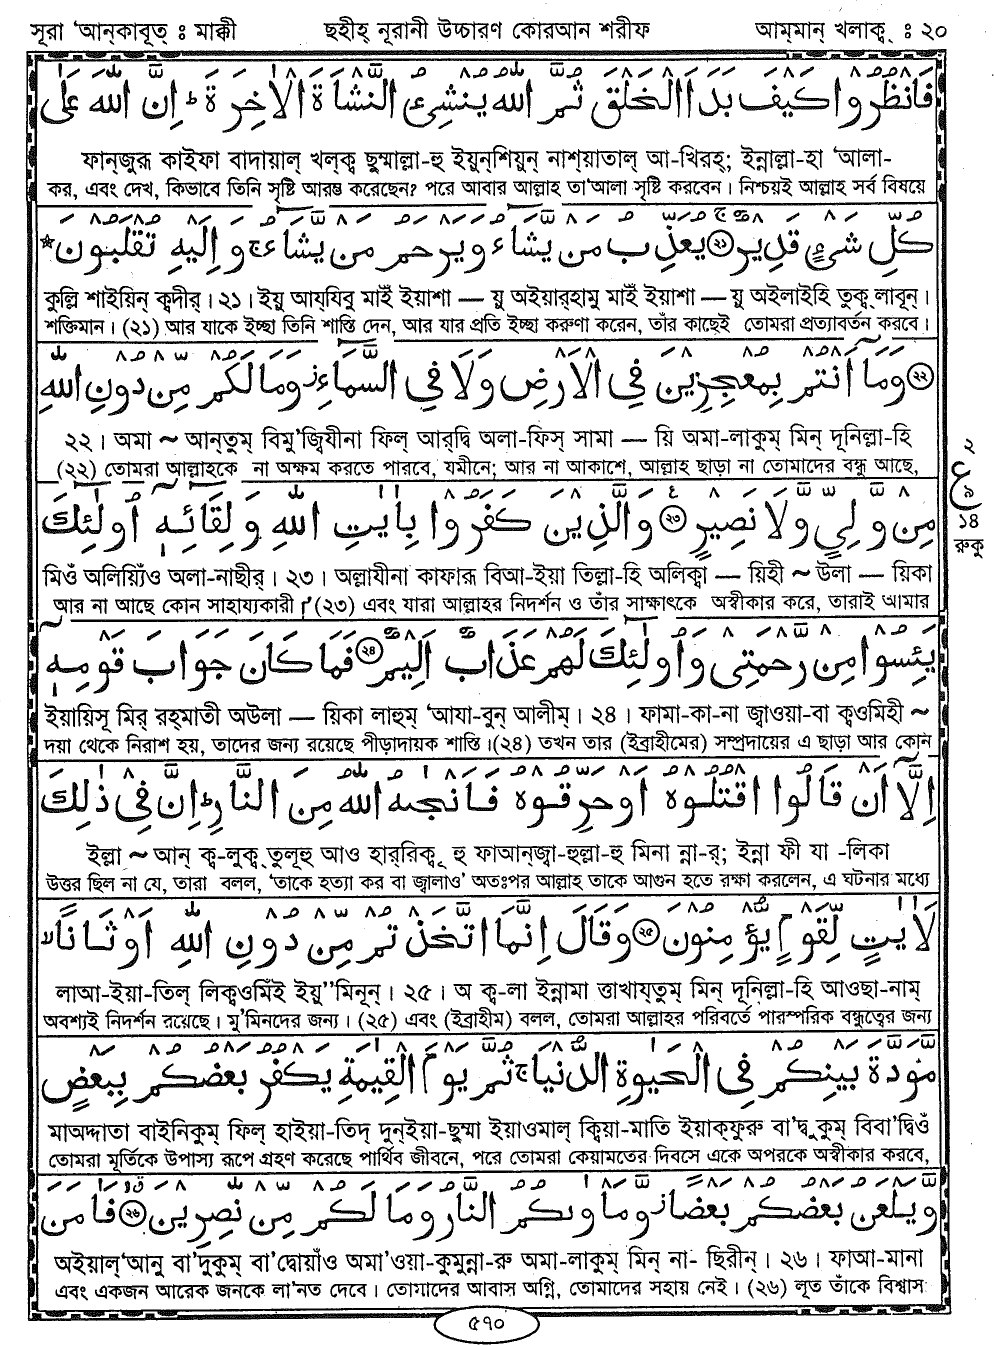 সূরা 'আন্‌কাবূত্ ঃ মাক্কী ছহীহ্ নূরানী উচ্চারণ কোরআন শরীফ আম্মান্ খলাক্ব্ ঃ ২০
فَانْظُرُوا كَيْفَ بَدَاَ الْخَلْقَ ثُمَّ اللّٰهُ يُنْشِئُ النَّشْاَةَ الْاٰخِرَةَ ؕ اِنَّ اللّٰهَ عَلٰى
ফান্‌জুরূ কাইফা বাদায়াল্ খল্‌ক্ব ছুম্মাল্লা-হু ইয়ুন্‌শিয়ুন্ নাশ্‌য়াতাল্ আ-খিরহ্; ইন্নাল্লা-হা 'আলা-
কর, এবং দেখ, কিভাবে তিনি সৃষ্টি আরম্ভ করেছেন? পরে আবার আল্লাহ তা'আলা সৃষ্টি করবেন। নিশ্চয়ই আল্লাহ সর্ব বিষয়ে
كُلِّ شَىْءٍ قَدِيْرٌ ﴿٢١﴾ يُعَذِّبُ مَنْ يَّشَآءُ وَيَرْحَمُ مَنْ يَّشَآءُ ۚ وَاِلَيْهِ تُقْلَبُوْنَ *
কুল্লি শাইয়িন্ ক্বদীর্। ২১। ইয়ু আয্‌যিবু মাইঁ ইয়াশা — য়ু অইয়ার্‌হামু মাইঁ ইয়াশা — য়ু অইলাইহি তুক্ব্‌লাবূন্।
শক্তিমান। (২১) আর যাকে ইচ্ছা তিনি শাস্তি দেন, আর যার প্রতি ইচ্ছা করুণা করেন, তাঁর কাছেই তোমরা প্রত্যাবর্তন করবে।
﴿٢٢﴾ وَمَآ اَنْتُمْ بِمُعْجِزِيْنَ فِى الْاَرْضِ وَلَا فِى السَّمَآءِ ز وَمَا لَكُمْ مِّنْ دُوْنِ اللّٰهِ
২২। অমা ~ আন্‌তুম্ বিমু'জ্বিযীনা ফিল্ আর্‌দ্বি অলা-ফিস্ সামা — য়ি অমা-লাকুম্ মিন্ দূনিল্লা-হি
(২২) তোমরা আল্লাহকে না অক্ষম করতে পারবে, যমীনে; আর না আকাশে, আল্লাহ ছাড়া না তোমাদের বন্ধু আছে,
مِنْ وَّلِىٍّ وَّلَا نَصِيْرٍ ﴿٢٣﴾ وَالَّذِيْنَ كَفَرُوْا بِاٰيٰتِ اللّٰهِ وَلِقَآئِهٖٓ اُولٰٓئِكَ
মিওঁ অলিয়্যিঁও অলা-নাছীর্। ২৩। অল্লাযীনা কাফারূ বিআ-ইয়া তিল্লা-হি অলিক্বা — য়িহী ~ উলা — য়িকা
আর না আছে কোন সাহায্যকারী। (২৩) এবং যারা আল্লাহর নিদর্শন ও তাঁর সাক্ষাৎকে অস্বীকার করে, তারাই আমার
২
ع
৯
১৪
রুকু
يَئِسُوْا مِنْ رَّحْمَتِىْ وَاُولٰٓئِكَ لَهُمْ عَذَابٌ اَلِيْمٌ ﴿٢٤﴾ فَمَا كَانَ جَوَابَ قَوْمِهٖٓ
ইয়ায়িসূ মির্ রহ্‌মাতী অউলা — য়িকা লাহুম্ 'আযা-বুন্ আলীম্। ২৪। ফামা-কা-না জ্বাওয়া-বা ক্বওমিহী ~
দয়া থেকে নিরাশ হয়, তাদের জন্য রয়েছে পীড়াদায়ক শাস্তি।(২৪) তখন তার (ইব্রাহীমের) সম্প্রদায়ের এ ছাড়া আর কোন
اِلَّآ اَنْ قَالُوا اقْتُلُوْهُ اَوْ حَرِّقُوْهُ فَاَنْجٰىهُ اللّٰهُ مِنَ النَّارِ ؕ اِنَّ فِىْ ذٰلِكَ
ইল্লা ~ আন্ ক্ব-লুক্ব্ তুলূহু আও হার্‌রিক্বূ হু ফাআন্‌জ্বা-হুল্লা-হু মিনা ন্না-র্; ইন্না ফী যা -লিকা
উত্তর ছিল না যে, তারা বলল, 'তাকে হত্যা কর বা জ্বালাও' অতঃপর আল্লাহ তাকে আগুন হতে রক্ষা করলেন, এ ঘটনার মধ্যে
لَاٰيٰتٍ لِّقَوْمٍ يُّؤْمِنُوْنَ ﴿٢٥﴾ وَقَالَ اِنَّمَا اتَّخَذْتُمْ مِّنْ دُوْنِ اللّٰهِ اَوْثَانًا ۙ
লাআ-ইয়া-তিল্ লিক্বওমিঁই ইয়ু''মিনূন্। ২৫। অ ক্ব-লা ইন্নামা ত্তাখায্‌তুম্ মিন্ দূনিল্লা-হি আওছা-নাম্
অবশ্যই নিদর্শন রয়েছে। মু'মিনদের জন্য। (২৫) এবং (ইব্রাহীম) বলল, তোমরা আল্লাহর পরিবর্তে পারস্পরিক বন্ধুত্বের জন্য
مَّوَدَّةَ بَيْنِكُمْ فِى الْحَيٰوةِ الدُّنْيَا ۚ ثُمَّ يَوْمَ الْقِيٰمَةِ يَكْفُرُ بَعْضُكُمْ بِبَعْضٍ
মাঅদ্দাতা বাইনিকুম্ ফিল্ হাইয়া-তিদ্ দুন্‌ইয়া-ছুম্মা ইয়াওমাল্ ক্বিয়া-মাতি ইয়াক্‌ফুরু বা'দ্বু কুম্ বিবা'দ্বিওঁ
তোমরা মূর্তিকে উপাস্য রূপে গ্রহণ করেছে পার্থিব জীবনে, পরে তোমরা কেয়ামতের দিবসে একে অপরকে অস্বীকার করবে,
وَّيَلْعَنُ بَعْضُكُمْ بَعْضًا ز وَّمَاْوٰىكُمُ النَّارُ وَمَا لَكُمْ مِّنْ نّٰصِرِيْنَ ﴿٢٦﴾ فَاٰمَنَ
অইয়াল্'আনু বা'দুকুম্ বা'দ্বোয়াঁও অমা'ওয়া-কুমুন্না-রু অমা-লাকুম্ মিন্ না- ছিরীন্। ২৬। ফাআ-মানা
এবং একজন আরেক জনকে লা'নত দেবে। তোমাদের আবাস অগ্নি, তোমাদের সহায় নেই। (২৬) লূত তাঁকে বিশ্বাস
৫৭০